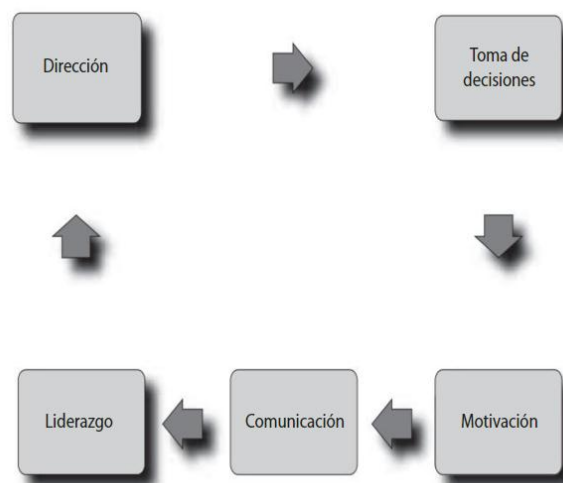 Dirección
Toma de
decisiones
Liderazgo
Comunicación
Motivación